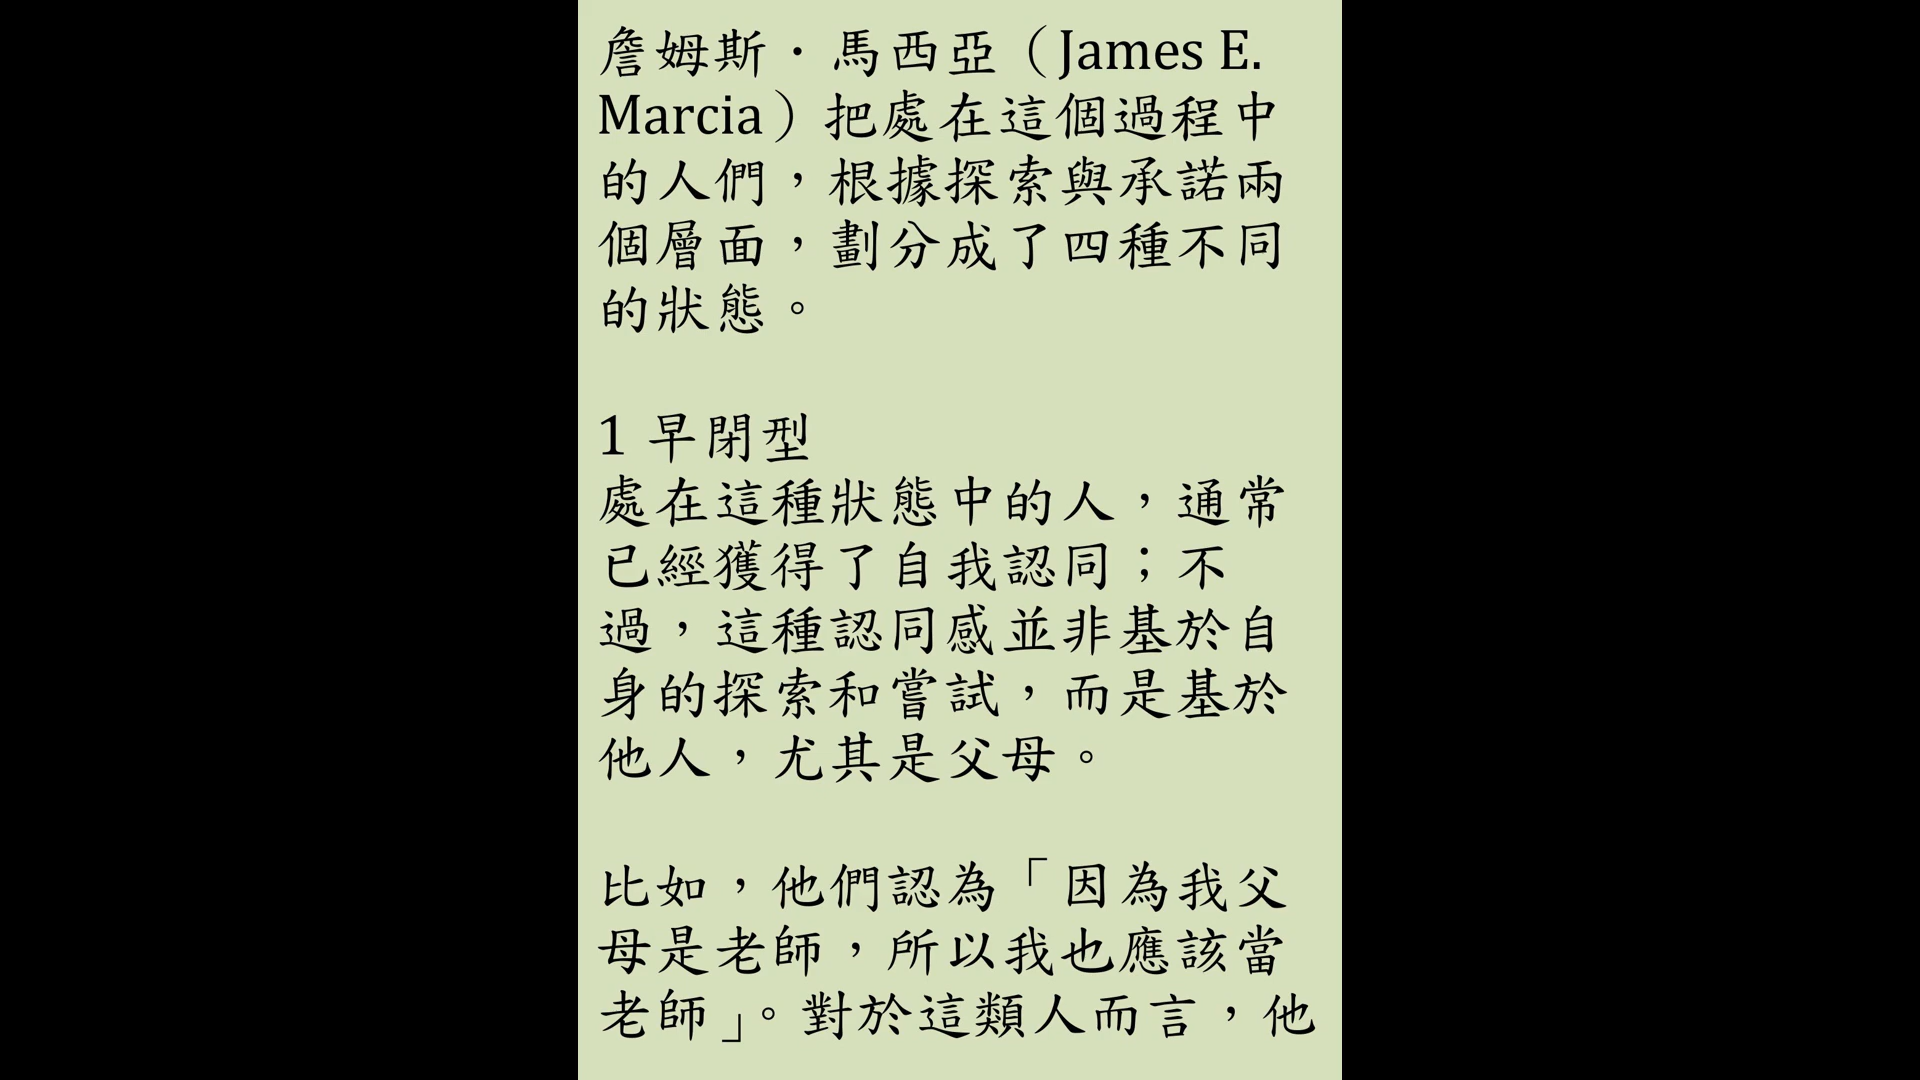 詹姆斯・馬西亞（James E.
Marcia）把處在這個過程中
的人們，根據探索與承諾兩
個層面，劃分成了四種不同
的狀態。
1 早閉型
處在這種狀態中的人，通常
已經獲得了自我認同；不
過，這種認同感並非基於自
身的探索和嘗試，而是基於
他人，尤其是父母。
比如，他們認為「因為我父
母是老師，所以我也應該當
老師」。對於這類人而言，他